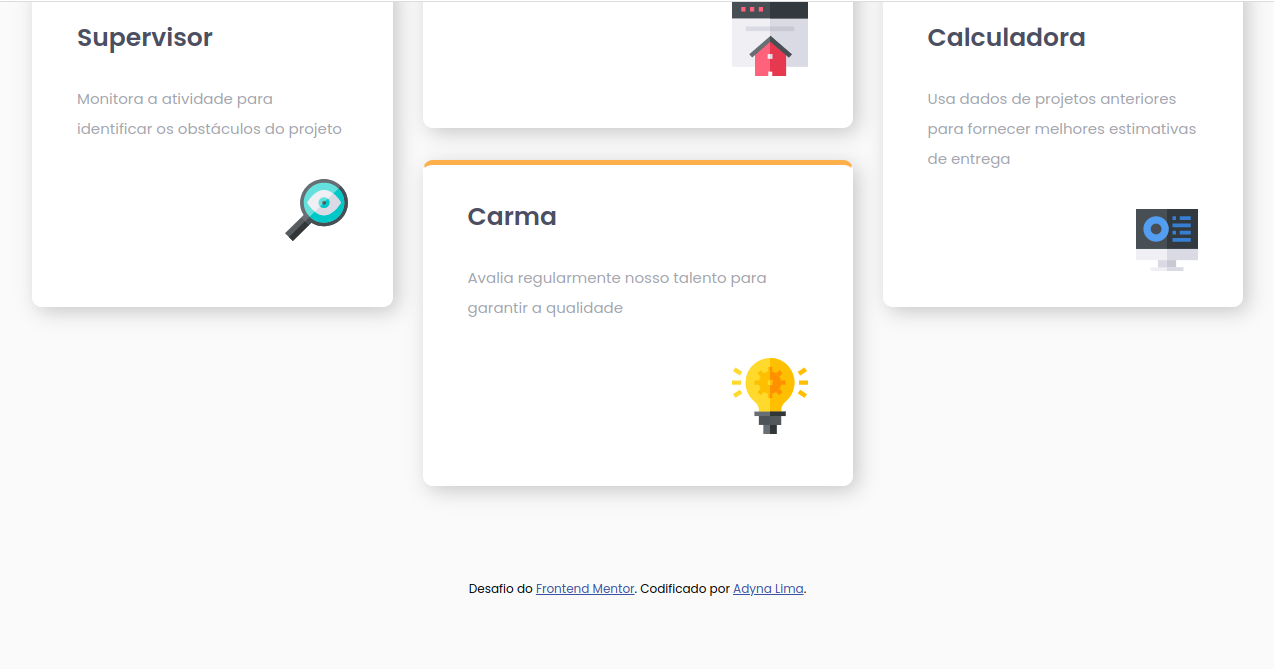 Supervisor
Monitora a atividade para
identificar os obstáculos do projeto
Carma
Avalia regularmente nosso talento para
garantir a qualidade
Calculadora
Usa dados de projetos anteriores
para fornecer melhores estimativas
de entrega
Desafio do Frontend Mentor. Codificado por Adyna Lima.